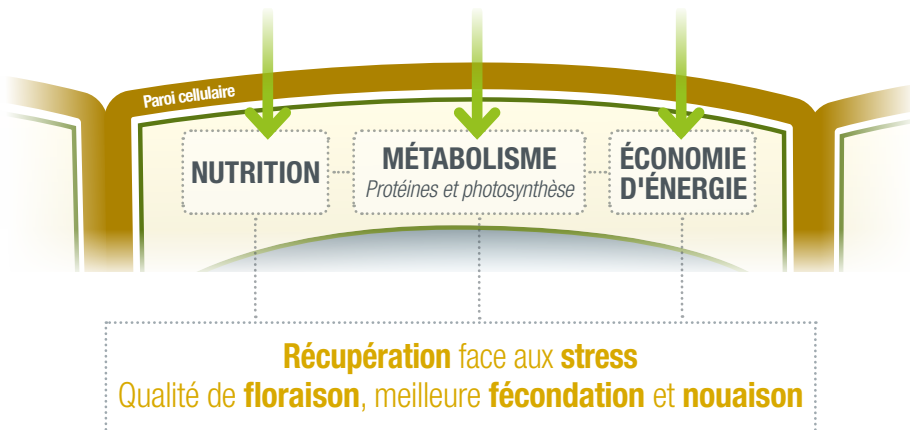 Paroi cellulaire
NUTRITION
MÉTABOLISME
Protéines et photosynthèse
ÉCONOMIE
D'ÉNERGIE
Récupération face aux stress
Qualité de floraison, meilleure fécondation et nouaison